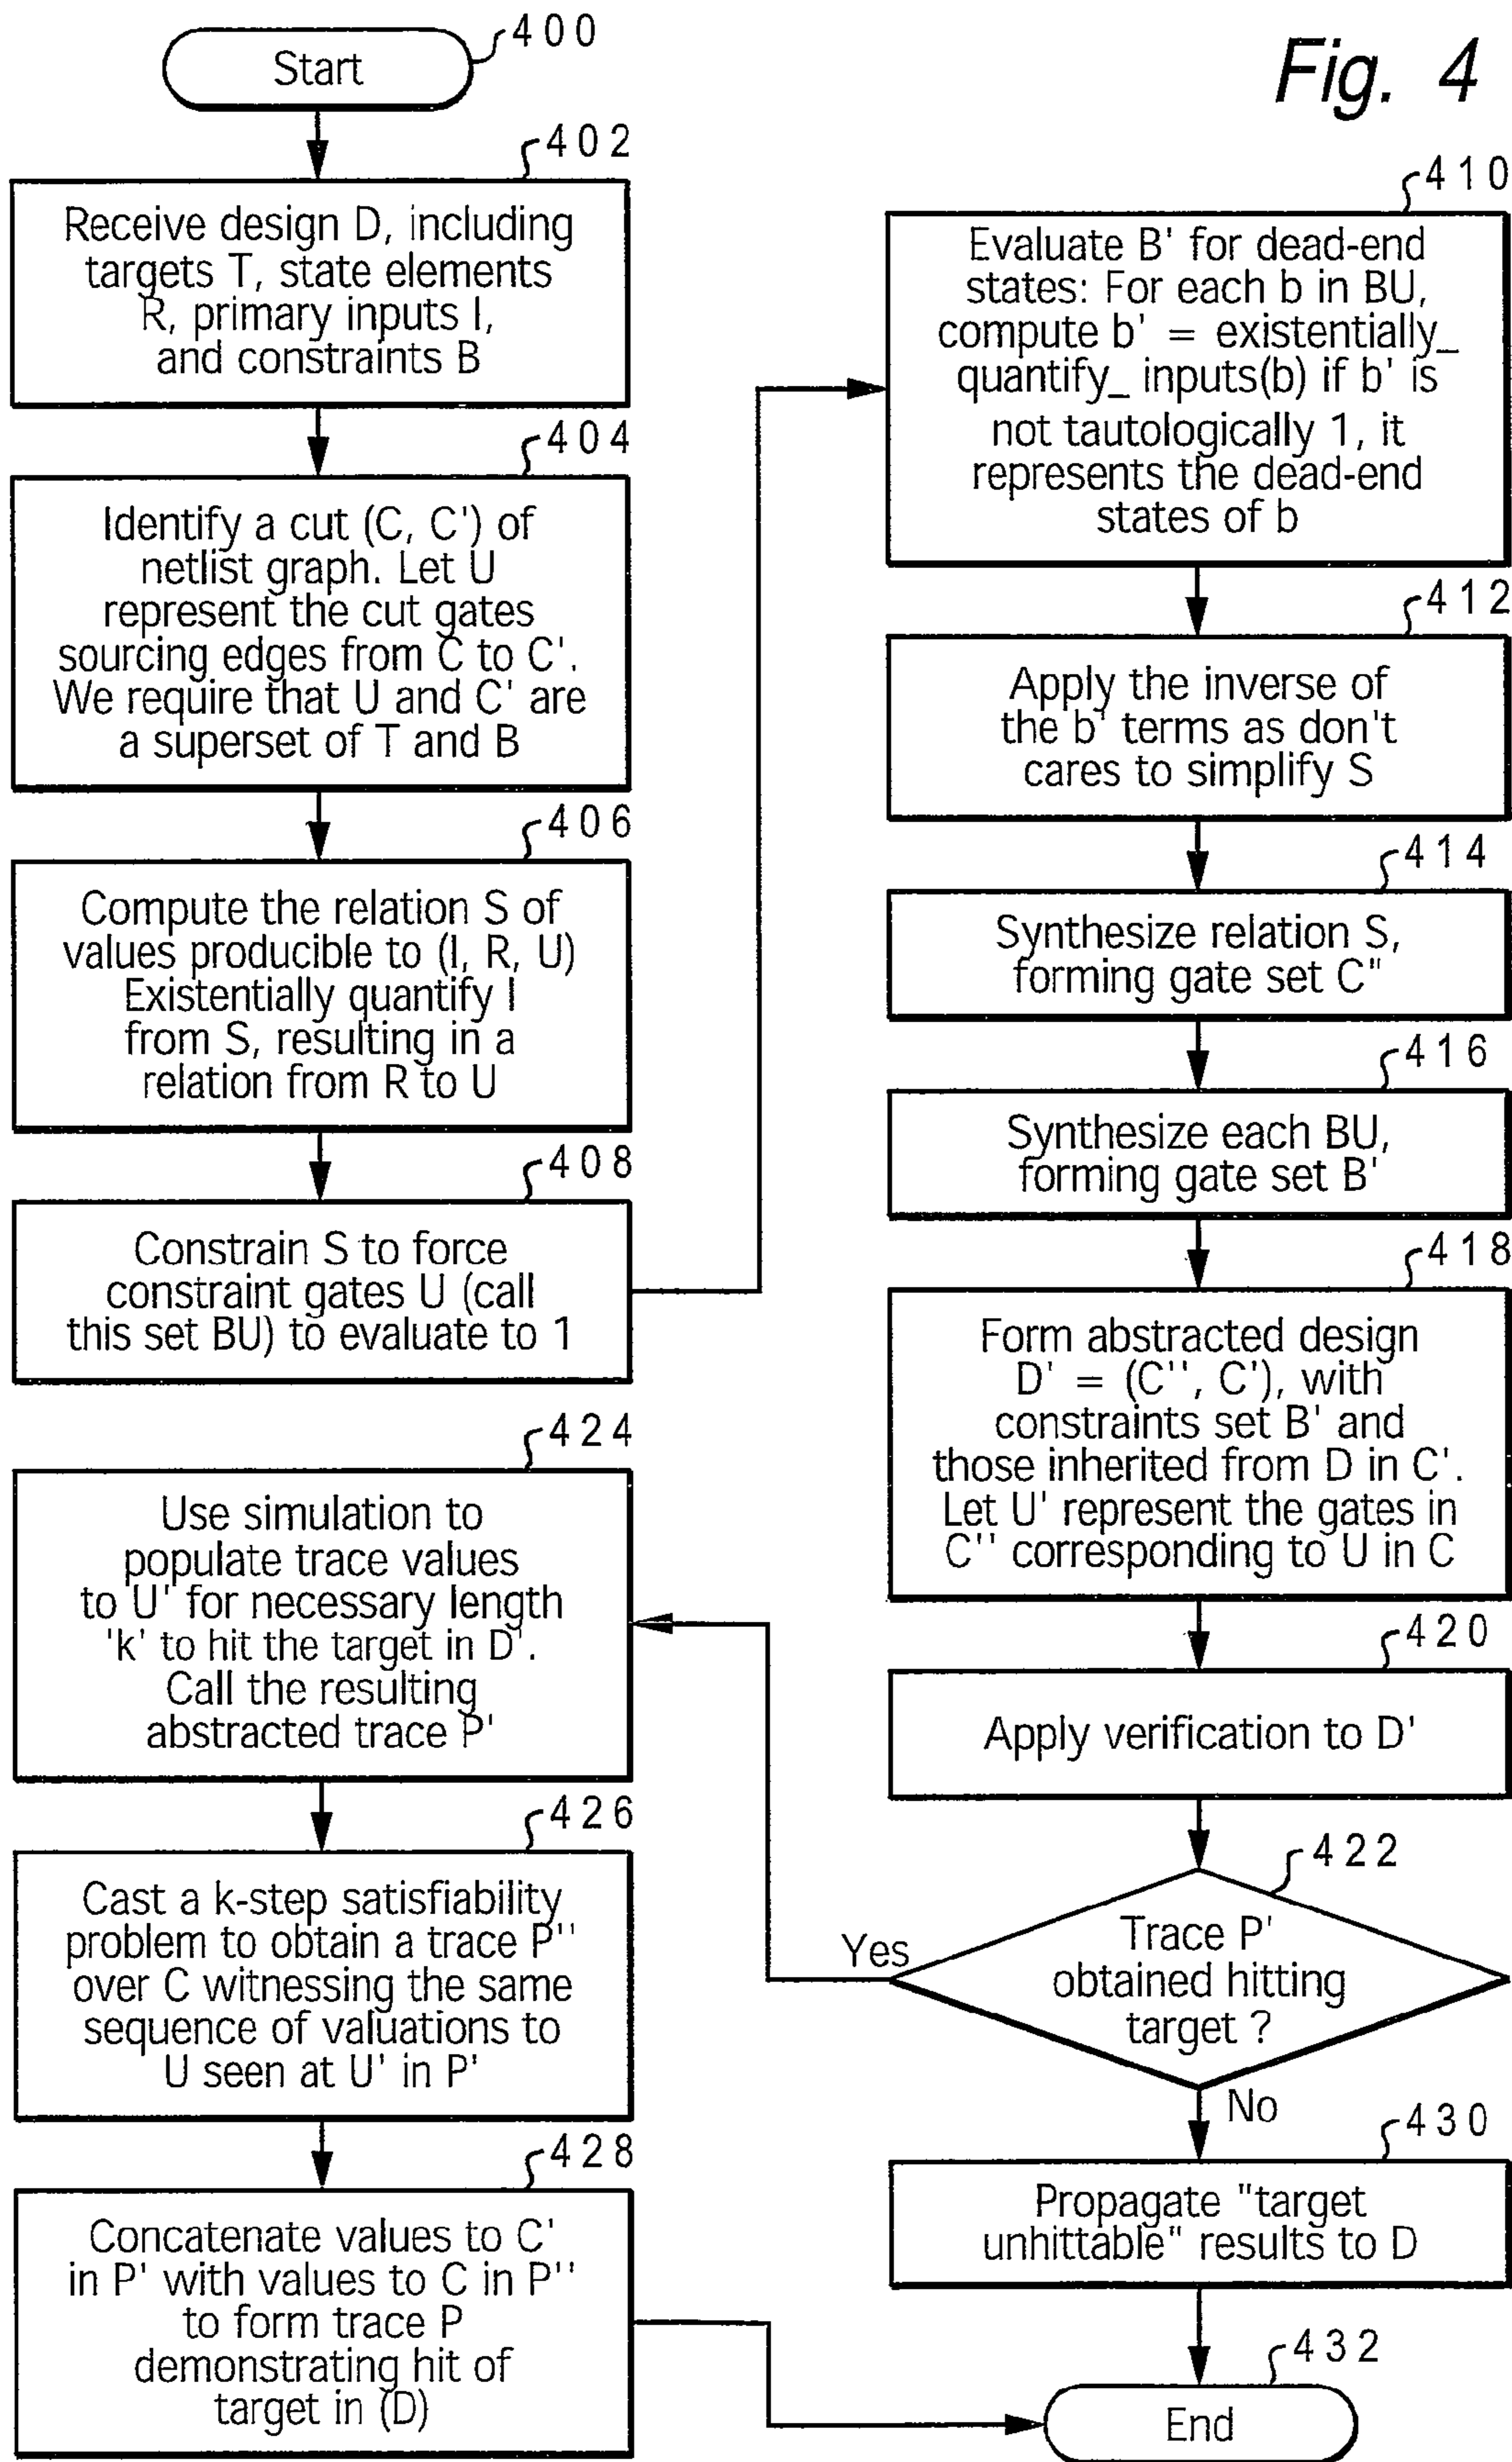 Fig. 4
400
Start
402
Receive design D, including
targets T, state elements
R, primary inputs I,
and constraints B
404
Identify a cut (C, C') of
netlist graph. Let U
represent the cut gates
sourcing edges from C to C'.
We require that U and C' are
a superset of T and B
406
Compute the relation S of
values producible to (I, R, U)
Existentially quantify I
from S, resulting in a
relation from R to U
408
Constrain S to force
constraint gates U (call
this set BU) to evaluate to 1
410
Evaluate B' for dead-end
states: For each b in BU,
compute b' = existentially_
quantify_ inputs(b) if b' is
not tautologically 1, it
represents the dead-end
states of b
412
Apply the inverse of
the b' terms as don't
cares to simplify S
414
Synthesize relation S,
forming gate set C"
416
Synthesize each BU,
forming gate set B'
418
Form abstracted design
D' = (C'', C'), with
constraints set B' and
those inherited from D in C'.
Let U' represent the gates in
C'' corresponding to U in C
420
Apply verification to D'
422
Trace P'
obtained hitting
target ?
Yes
No
424
Use simulation to
populate trace values
to U' for necessary length
'k' to hit the target in D'.
Call the resulting
abstracted trace P'
426
Cast a k-step satisfiability
problem to obtain a trace P''
over C witnessing the same
sequence of valuations to
U seen at U' in P'
428
Concatenate values to C'
in P' with values to C in P''
to form trace P
demonstrating hit of
target in (D)
430
Propagate "target
unhittable" results to D
432
End